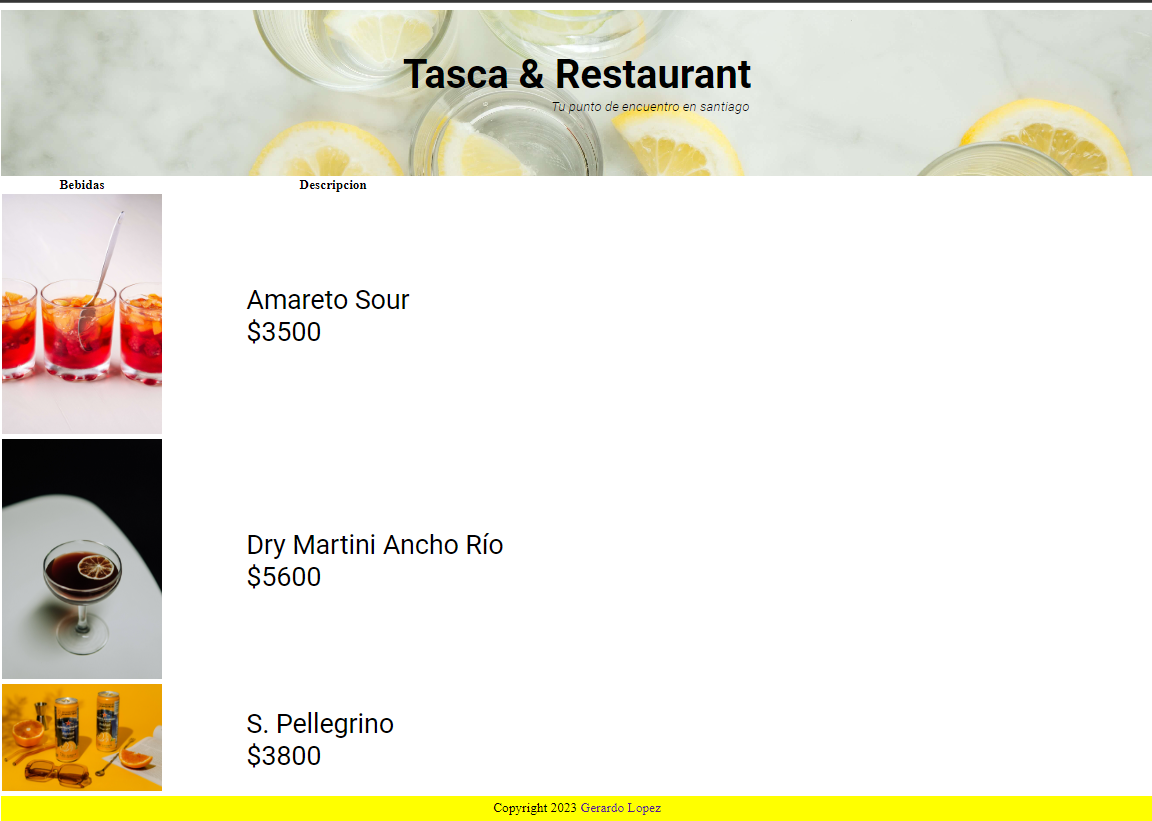 Tasca & Restaurant
Tu punto de encuentro en santiago
Bebidas Descripcion
Amareto Sour
$3500
Dry Martini Ancho Río
$5600
S. Pellegrino
$3800
Copyright 2023 Gerardo Lopez